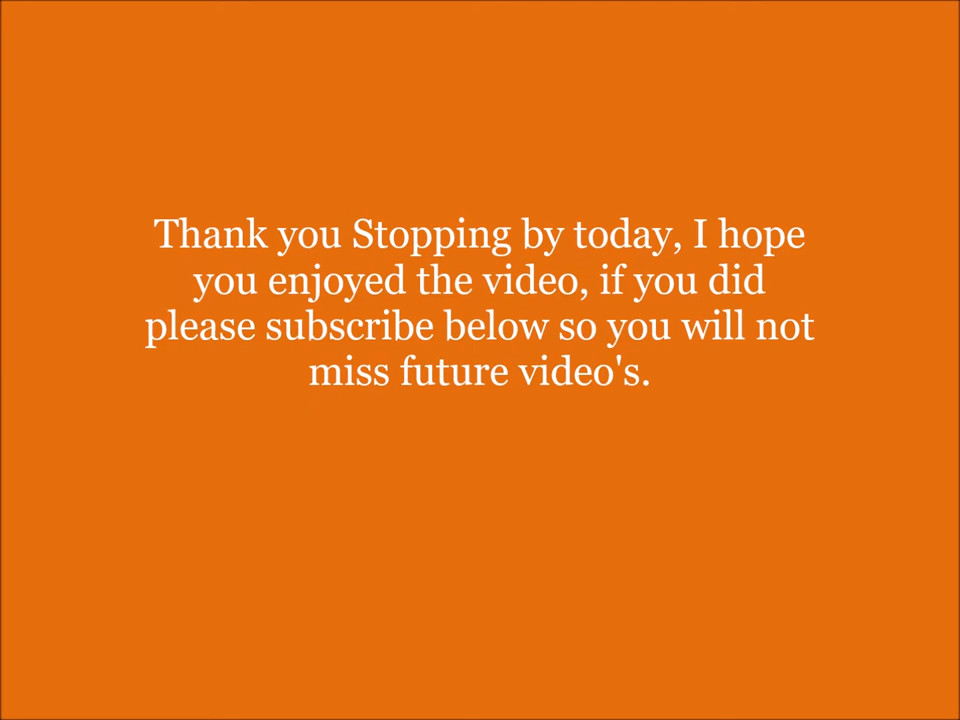 Thank you Stopping by today, I hope
you enjoyed the video, if you did
please subscribe below so you will not
miss future video's.